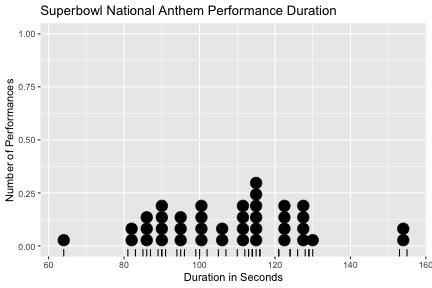 Superbowl National Anthem Performance Duration
Number of Performances
1.00
0.75
0.50
0.25
0.00
60 80 100 120 140 160
Duration in Seconds